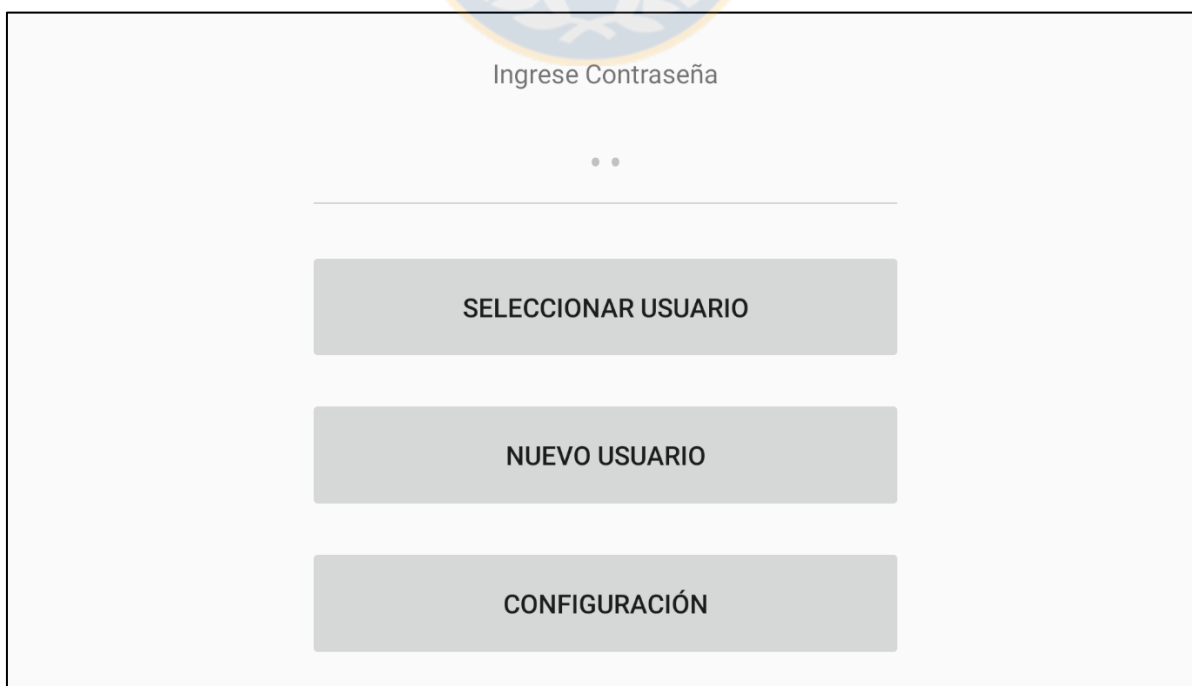 Ingrese Contraseña
SELECCIONAR USUARIO
NUEVO USUARIO
CONFIGURACIÓN